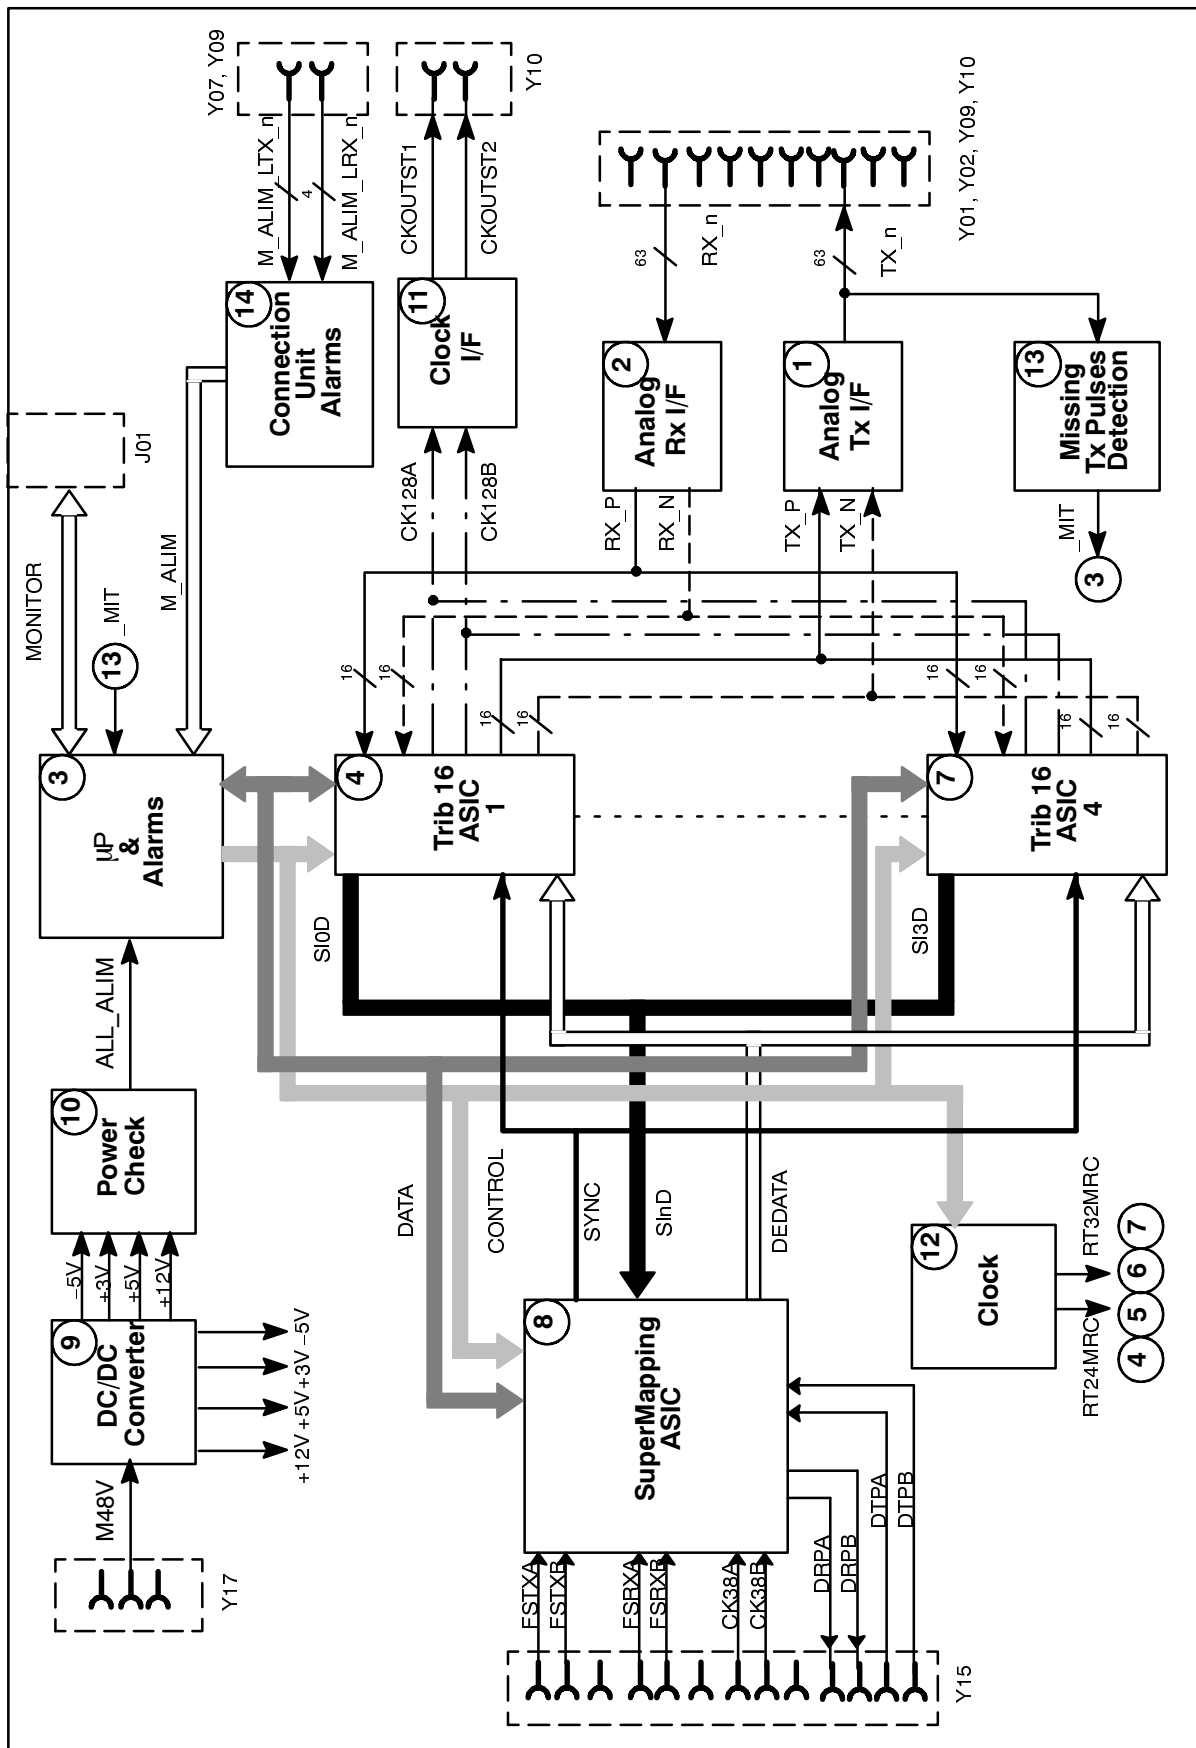 Y17
M48V
9
DC/DC
Converter
–5V
+3V
+5V
+12V
+12V
+5V
+3V
–5V
10
Power
Check
ALL_ALIM
3
µP
&
Alarms
13
_MIT
MONITOR
J01
M_ALIM
14
Connection
Unit
Alarms
M_ALIM_LTX_n
4
M_ALIM_LRX_n
Y07, Y09
11
Clock
I/F
CK128A
CK128B
CKOUTST1
CKOUTST2
Y10
DATA
CONTROL
SYNC
SInD
DEDATA
SI0D
SI3D
4
Trib 16
ASIC
1
16
16
16
16
7
Trib 16
ASIC
4
16
16
16
16
2
Analog
Rx I/F
RX_P
RX_N
63
RX_n
1
Analog
Tx I/F
TX_P
TX_N
63
TX_n
Y01, Y02, Y09, Y10
13
Missing
Tx Pulses
Detection
_MIT
3
8
SuperMapping
ASIC
FSTXA
FSTXB
FSRXA
FSRXB
CK38A
CK38B
DRPA
DRPB
DTPA
DTPB
Y15
12
Clock
RT24MRC
RT32MRC
4
5
6
7